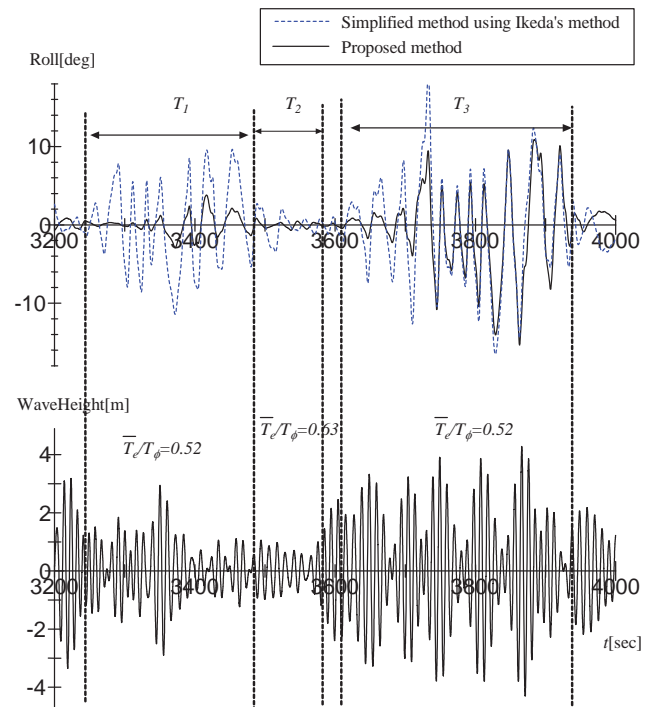 Simplified method using Ikeda's method
Proposed method
Roll[deg]
T1 T2 T3
10
0
3200 3400 3600 3800 4000
-10
WaveHeight[m]
T̅e/Tϕ=0.52 T̅e/Tϕ=0.63 T̅e/Tϕ=0.52
4
2
0
3200 3400 3600 3800 4000
-2
t[sec]
-4